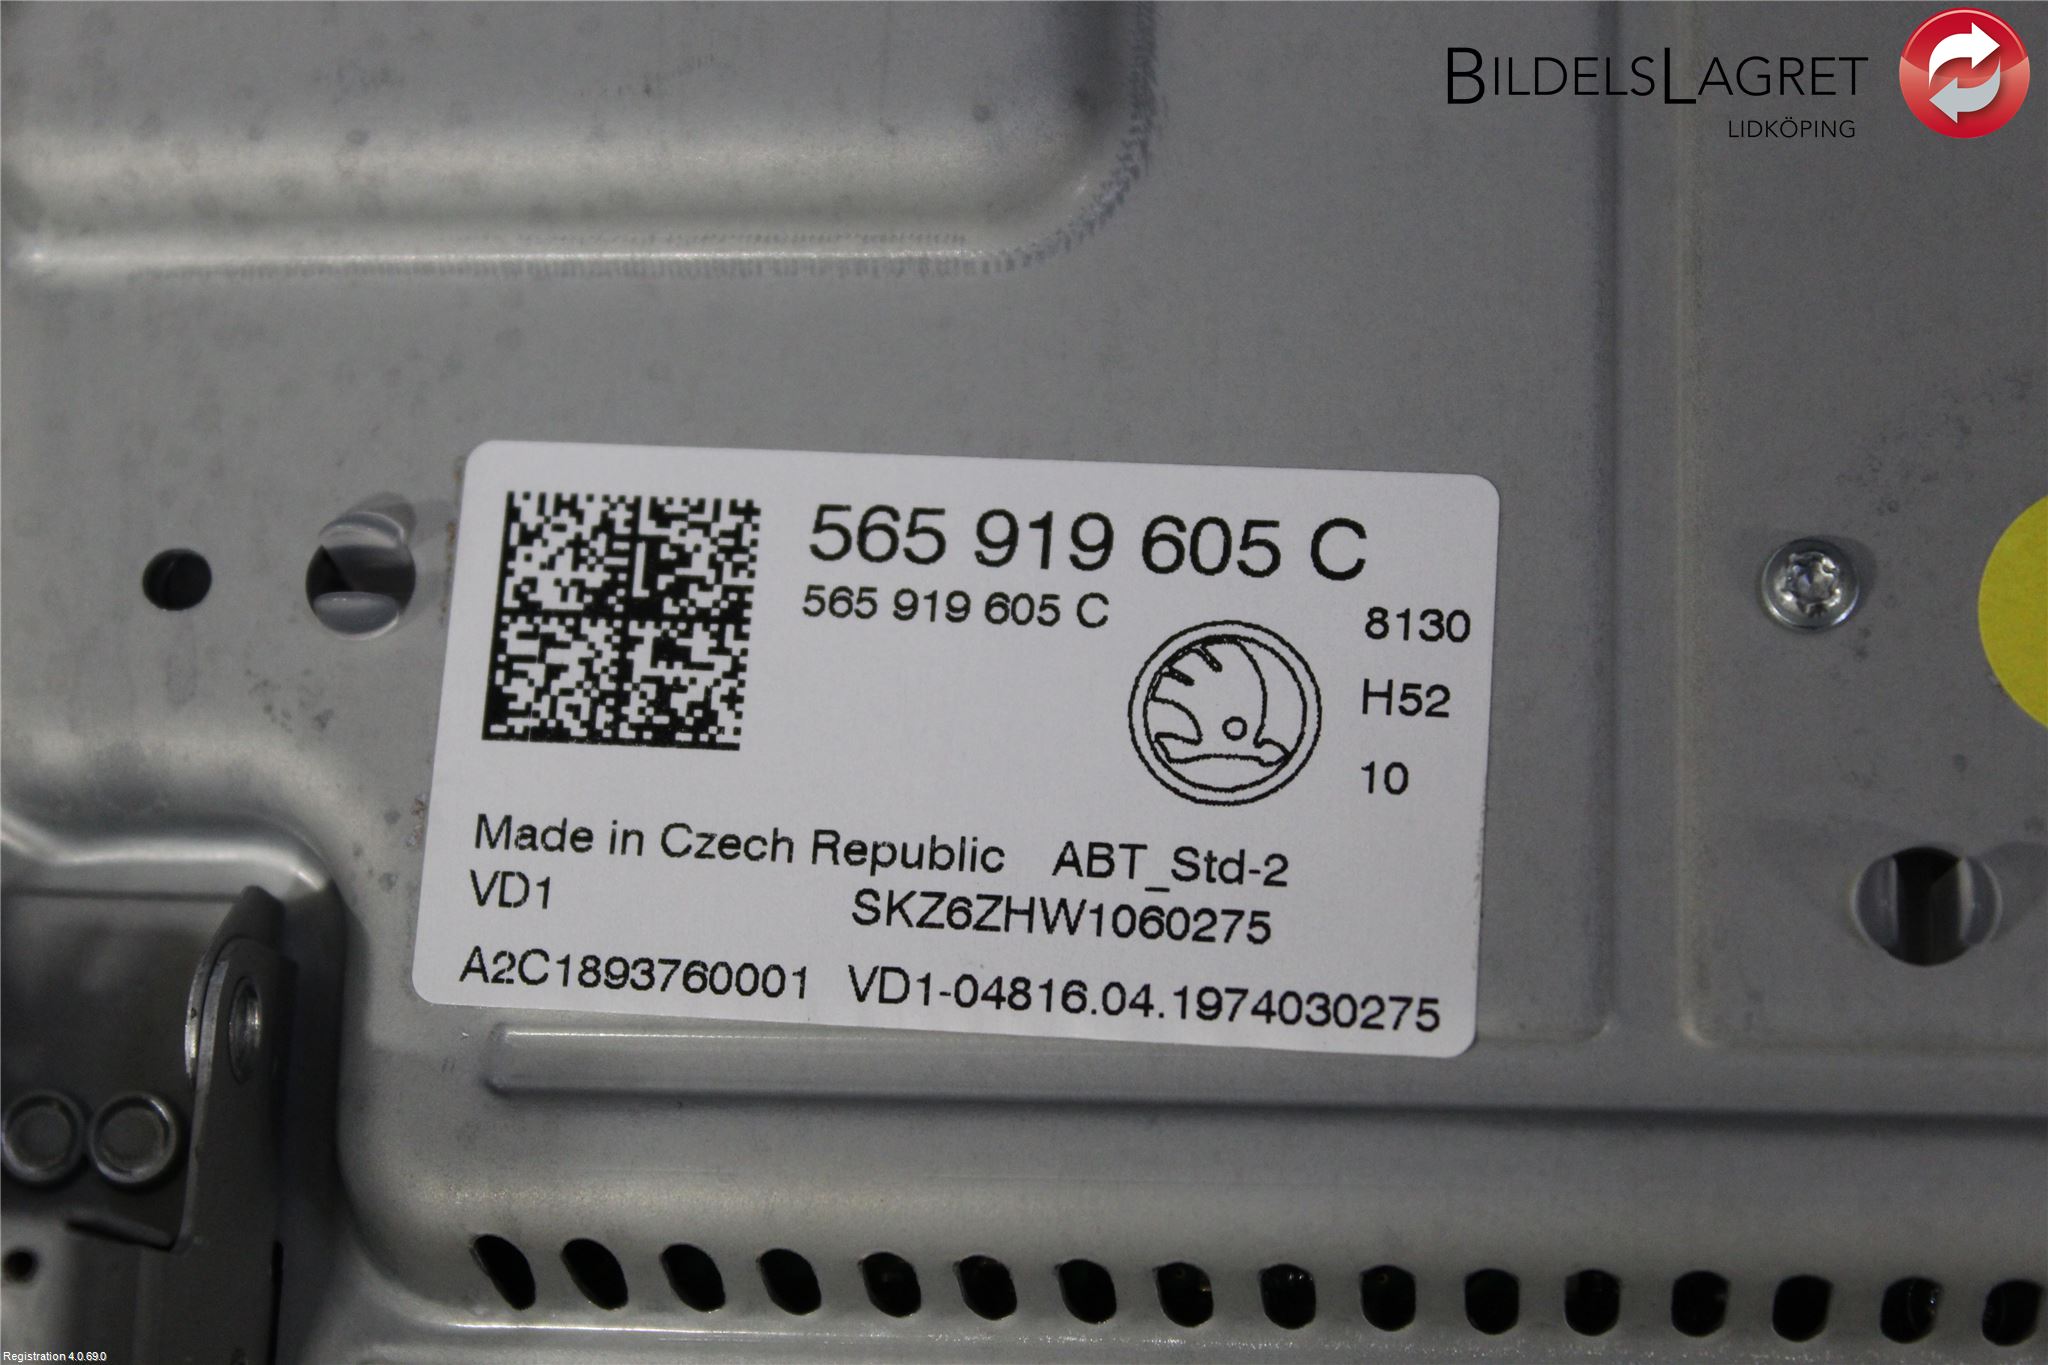 BILDELSLAGRET
LIDKÖPING
565 919 605 C
565 919 605 C
8130
H52
10
Made in Czech Republic ABT_Std-2
VD1 SKZ6ZHW1060275
A2C1893760001 VD1-04816.04.1974030275
Registration 4.0.69.0